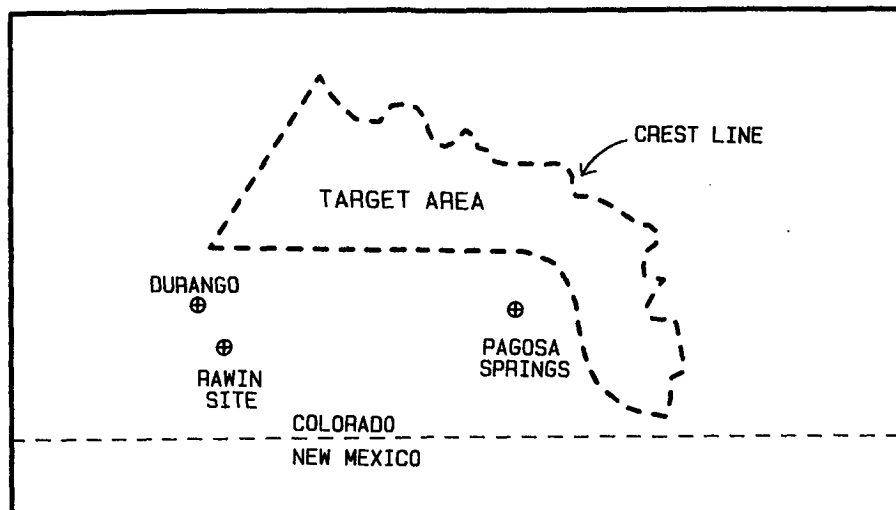 CREST LINE
TARGET AREA
DURANGO
RAWIN
SITE
PAGOSA
SPRINGS
COLORADO
NEW MEXICO